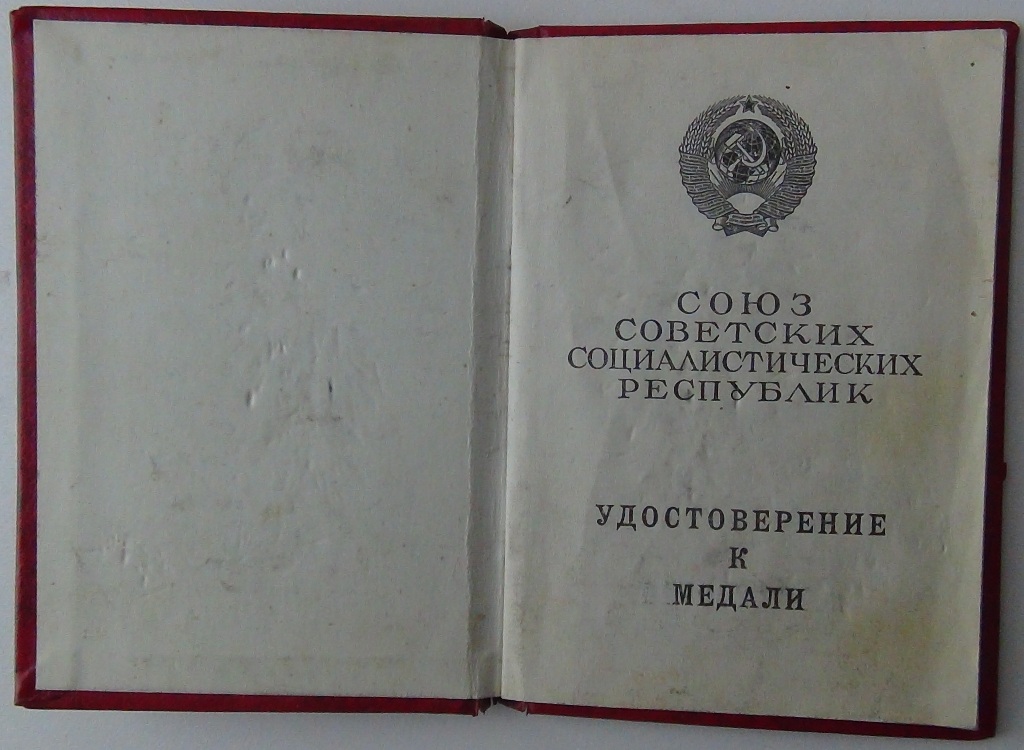 СОЮЗ
СОВЕТСКИХ
СОЦИАЛИСТИЧЕСКИХ
РЕСПУБЛИК
УДОСТОВЕРЕНИЕ
К
МЕДАЛИ